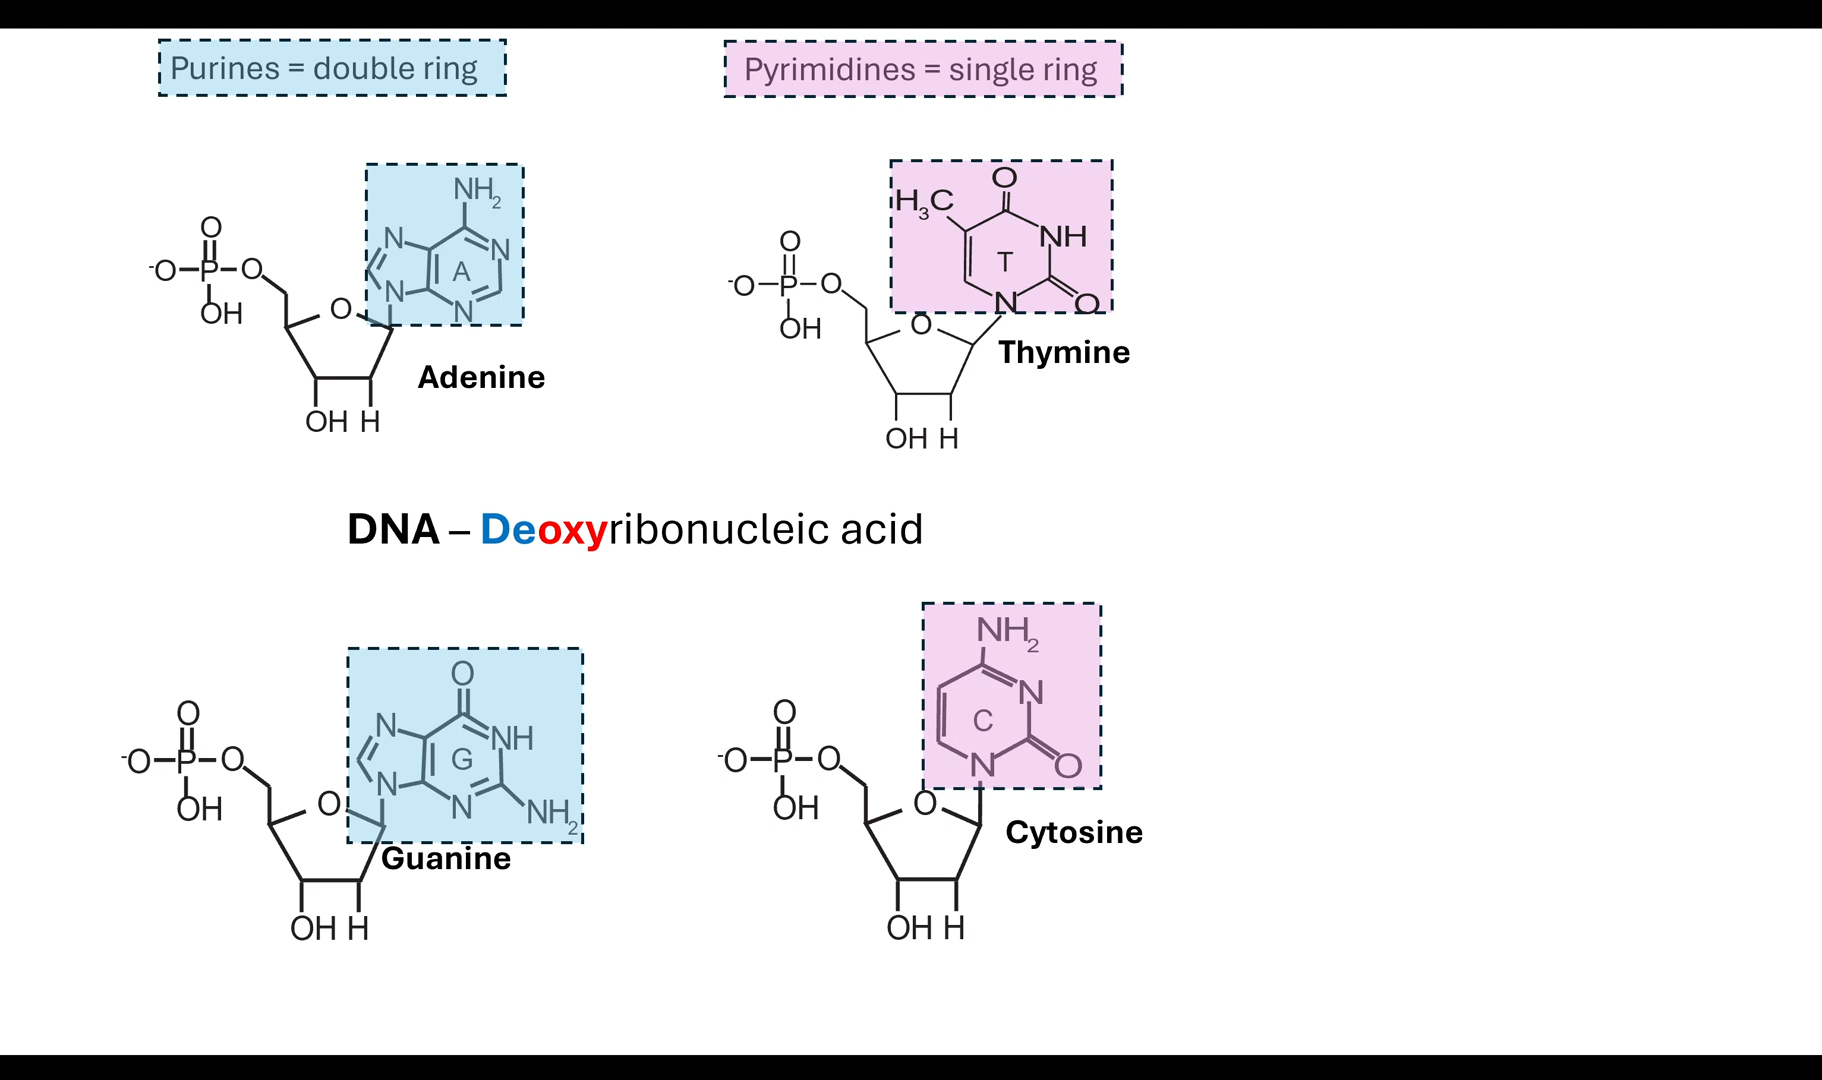 Purines = double ring
Pyrimidines = single ring
NH2
N
N
A
N
N
O
-O P O
OH
O
OH H
Adenine
O
H3C
NH
T
N
O
O
-O P O
OH
O
OH H
Thymine
DNA – Deoxyribonucleic acid
O
N
NH
G
N
N
NH2
O
-O P O
OH
O
OH H
Guanine
NH2
N
C
N
O
O
-O P O
OH
O
OH H
Cytosine